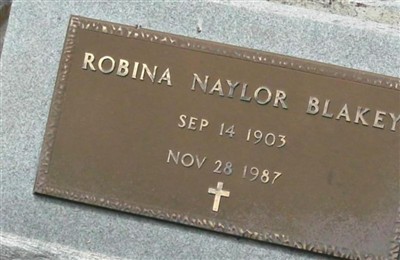 ROBINA NAYLOR BLAKEY
SEP 14 1903
NOV 28 1987